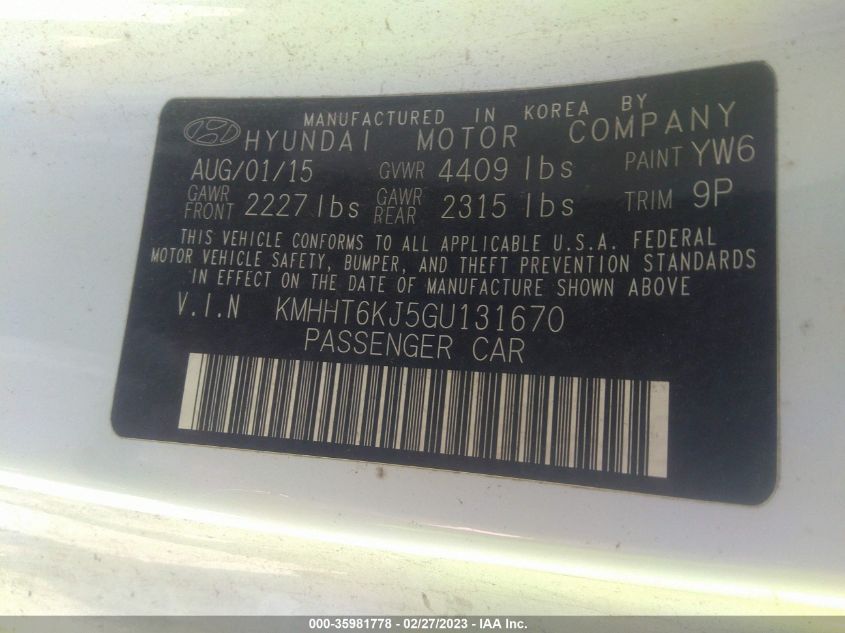 MANUFACTURED IN KOREA BY
HYUNDAI MOTOR COMPANY
AUG/01/15 GVWR 4409 lbs PAINT YW6
GAWR FRONT 2227 lbs GAWR REAR 2315 lbs TRIM 9P
THIS VEHICLE CONFORMS TO ALL APPLICABLE U.S.A. FEDERAL
MOTOR VEHICLE SAFETY, BUMPER, AND THEFT PREVENTION STANDARDS
IN EFFECT ON THE DATE OF MANUFACTURE SHOWN ABOVE
V.I.N KMHHT6KJ5GU131670
PASSENGER CAR
000-35981778 - 02/27/2023 - IAA Inc.